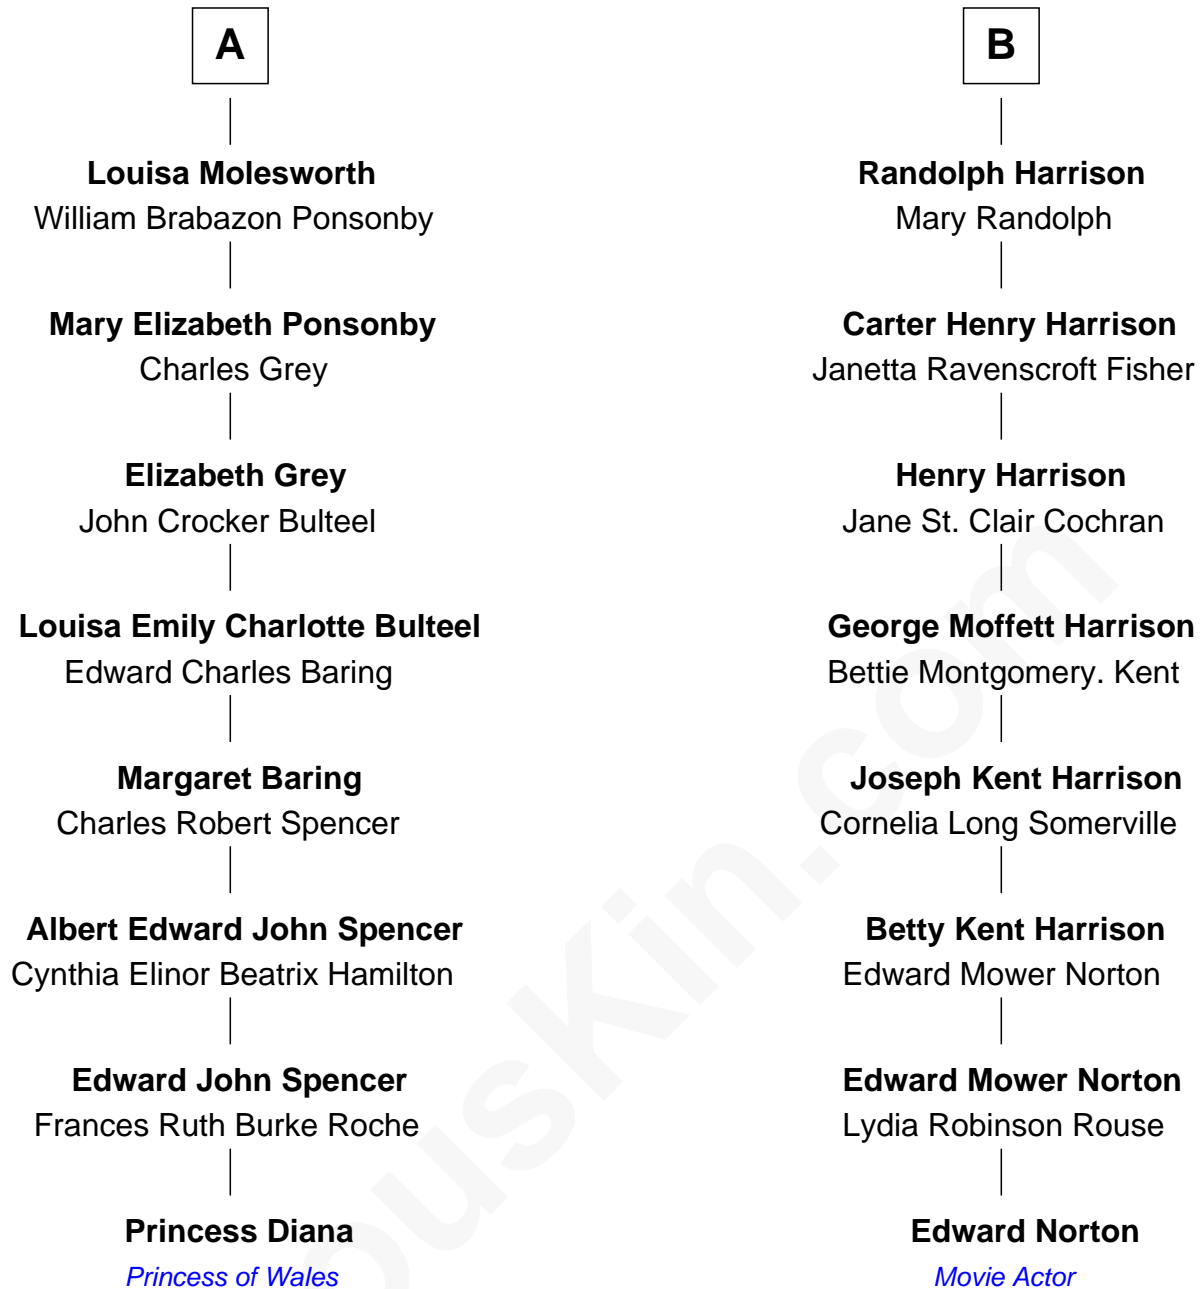 A
Louisa Molesworth
William Brabazon Ponsonby
Mary Elizabeth Ponsonby
Charles Grey
Elizabeth Grey
John Crocker Bulteel
Louisa Emily Charlotte Bulteel
Edward Charles Baring
Margaret Baring
Charles Robert Spencer
Albert Edward John Spencer
Cynthia Elinor Beatrix Hamilton
Edward John Spencer
Frances Ruth Burke Roche
Princess Diana
Princess of Wales
B
Randolph Harrison
Mary Randolph
Carter Henry Harrison
Janetta Ravenscroft Fisher
Henry Harrison
Jane St. Clair Cochran
George Moffett Harrison
Bettie Montgomery. Kent
Joseph Kent Harrison
Cornelia Long Somerville
Betty Kent Harrison
Edward Mower Norton
Edward Mower Norton
Lydia Robinson Rouse
Edward Norton
Movie Actor
ousKin.com